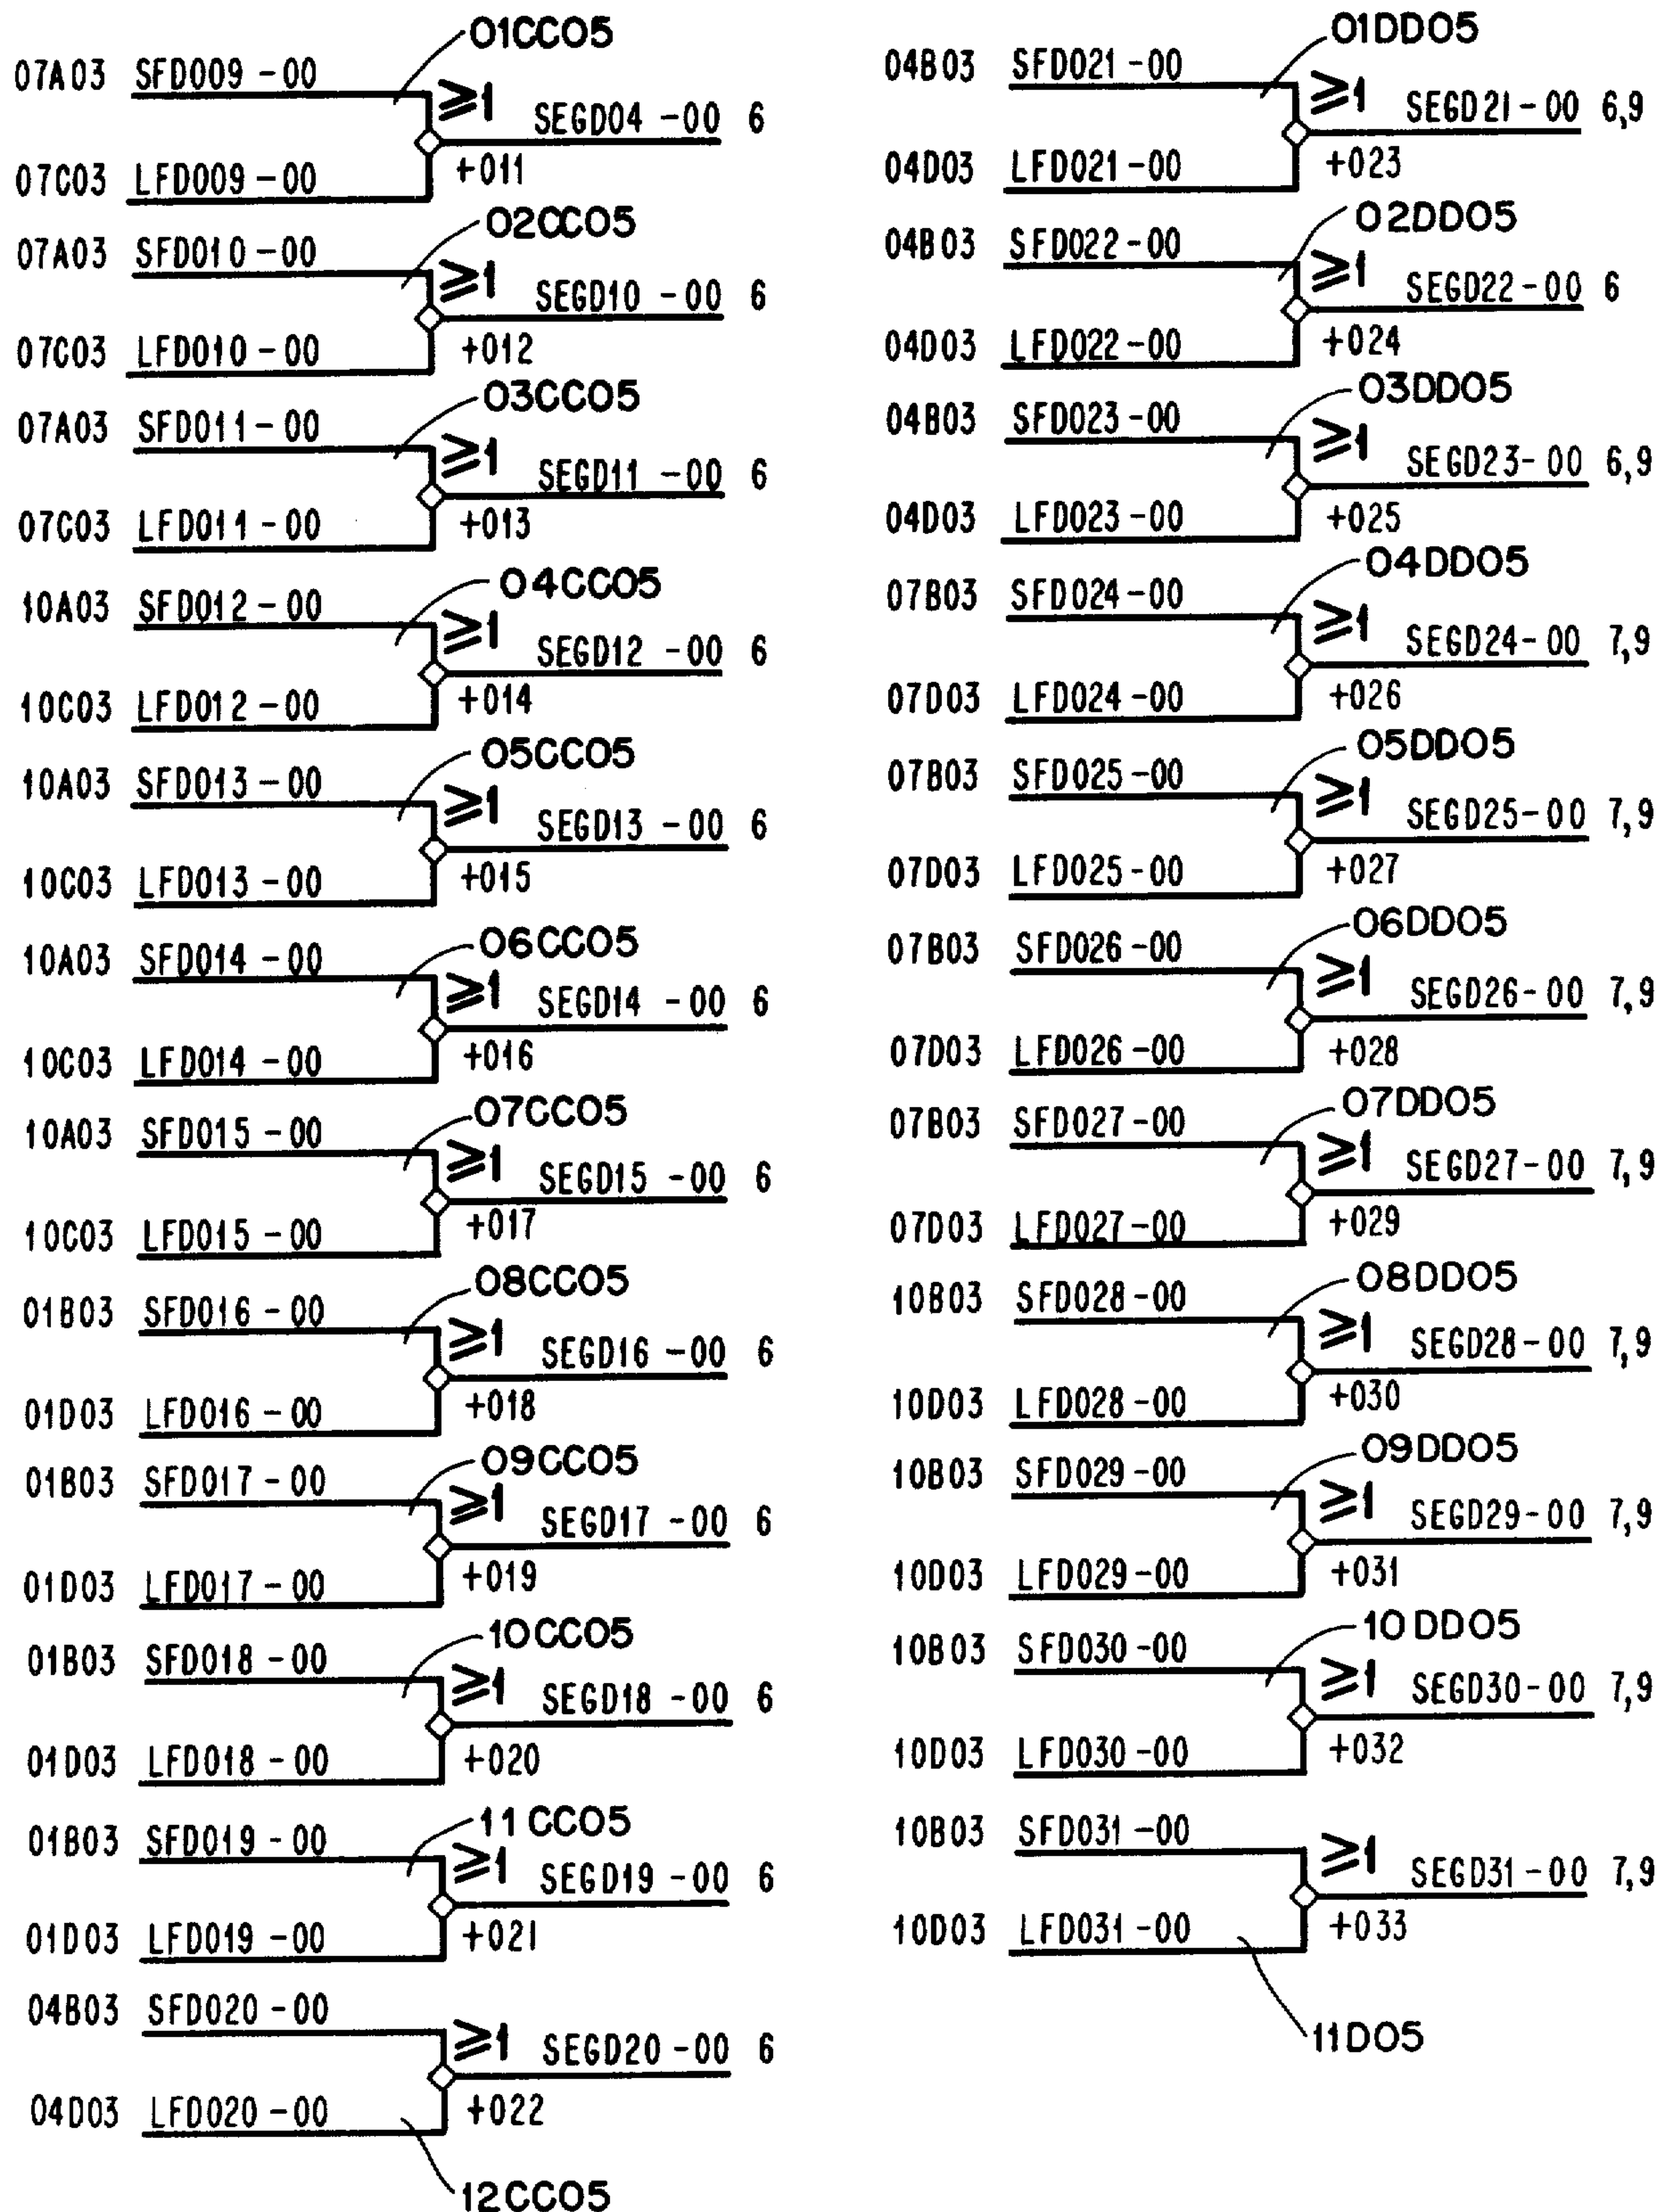 01CC05
07A03 SFD009-00
≥1
SEGD04-00 6
07C03 LFD009-00
+011
02CC05
07A03 SFD010-00
≥1
SEGD10-00 6
07C03 LFD010-00
+012
03CC05
07A03 SFD011-00
≥1
SEGD11-00 6
07C03 LFD011-00
+013
04CC05
10A03 SFD012-00
≥1
SEGD12-00 6
10C03 LFD012-00
+014
05CC05
10A03 SFD013-00
≥1
SEGD13-00 6
10C03 LFD013-00
+015
06CC05
10A03 SFD014-00
≥1
SEGD14-00 6
10C03 LFD014-00
+016
07CC05
10A03 SFD015-00
≥1
SEGD15-00 6
10C03 LFD015-00
+017
08CC05
01B03 SFD016-00
≥1
SEGD16-00 6
01D03 LFD016-00
+018
09CC05
01B03 SFD017-00
≥1
SEGD17-00 6
01D03 LFD017-00
+019
10CC05
01B03 SFD018-00
≥1
SEGD18-00 6
01D03 LFD018-00
+020
11CC05
01B03 SFD019-00
≥1
SEGD19-00 6
01D03 LFD019-00
+021
04B03 SFD020-00
≥1
SEGD20-00 6
04D03 LFD020-00
+022
12CC05
01DD05
04B03 SFD021-00
≥1
SEGD21-00 6,9
04D03 LFD021-00
+023
02DD05
04B03 SFD022-00
≥1
SEGD22-00 6
04D03 LFD022-00
+024
03DD05
04B03 SFD023-00
≥1
SEGD23-00 6,9
04D03 LFD023-00
+025
04DD05
07B03 SFD024-00
≥1
SEGD24-00 7,9
07D03 LFD024-00
+026
05DD05
07B03 SFD025-00
≥1
SEGD25-00 7,9
07D03 LFD025-00
+027
06DD05
07B03 SFD026-00
≥1
SEGD26-00 7,9
07D03 LFD026-00
+028
07DD05
07B03 SFD027-00
≥1
SEGD27-00 7,9
07D03 LFD027-00
+029
08DD05
10B03 SFD028-00
≥1
SEGD28-00 7,9
10D03 LFD028-00
+030
09DD05
10B03 SFD029-00
≥1
SEGD29-00 7,9
10D03 LFD029-00
+031
10DD05
10B03 SFD030-00
≥1
SEGD30-00 7,9
10D03 LFD030-00
+032
10B03 SFD031-00
≥1
SEGD31-00 7,9
10D03 LFD031-00
+033
11D05